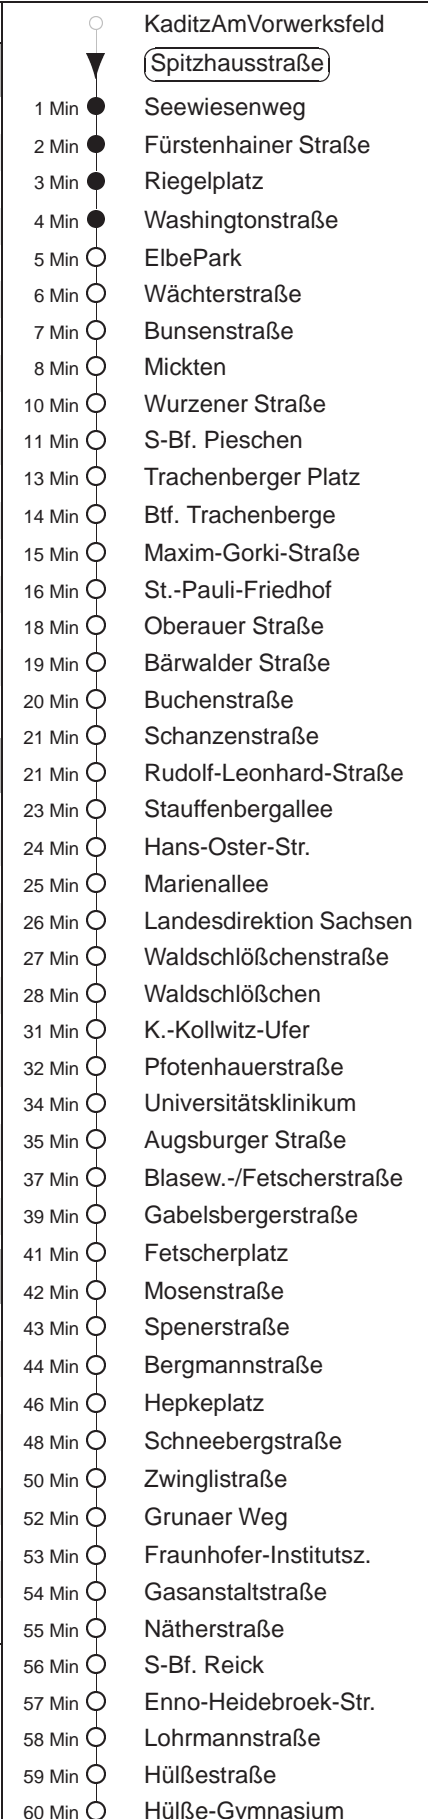 KaditzAmVorwerksfeld
Spitzhausstraße
1 Min Seewiesenweg
2 Min Fürstenhainer Straße
3 Min Riegelplatz
4 Min Washingtonstraße
5 Min ElbePark
6 Min Wächterstraße
7 Min Bunsenstraße
8 Min Mickten
10 Min Wurzener Straße
11 Min S-Bf. Pieschen
13 Min Trachenberger Platz
14 Min Btf. Trachenberge
15 Min Maxim-Gorki-Straße
16 Min St.-Pauli-Friedhof
18 Min Oberauer Straße
19 Min Bärwalder Straße
20 Min Buchenstraße
21 Min Schanzenstraße
21 Min Rudolf-Leonhard-Straße
23 Min Stauffenbergallee
24 Min Hans-Oster-Str.
25 Min Marienallee
26 Min Landesdirektion Sachsen
27 Min Waldschlößchenstraße
28 Min Waldschlößchen
31 Min K.-Kollwitz-Ufer
32 Min Pfotenhauerstraße
34 Min Universitätsklinikum
35 Min Augsburger Straße
37 Min Blasew.-/Fetscherstraße
39 Min Gabelsbergerstraße
41 Min Fetscherplatz
42 Min Mosenstraße
43 Min Spenerstraße
44 Min Bergmannstraße
46 Min Hepkeplatz
48 Min Schneebergstraße
50 Min Zwinglistraße
52 Min Grunaer Weg
53 Min Fraunhofer-Institutsz.
54 Min Gasanstaltstraße
55 Min Nätherstraße
56 Min S-Bf. Reick
57 Min Enno-Heidebroek-Str.
58 Min Lohrmannstraße
59 Min Hülßestraße
60 Min Hülße-Gymnasium